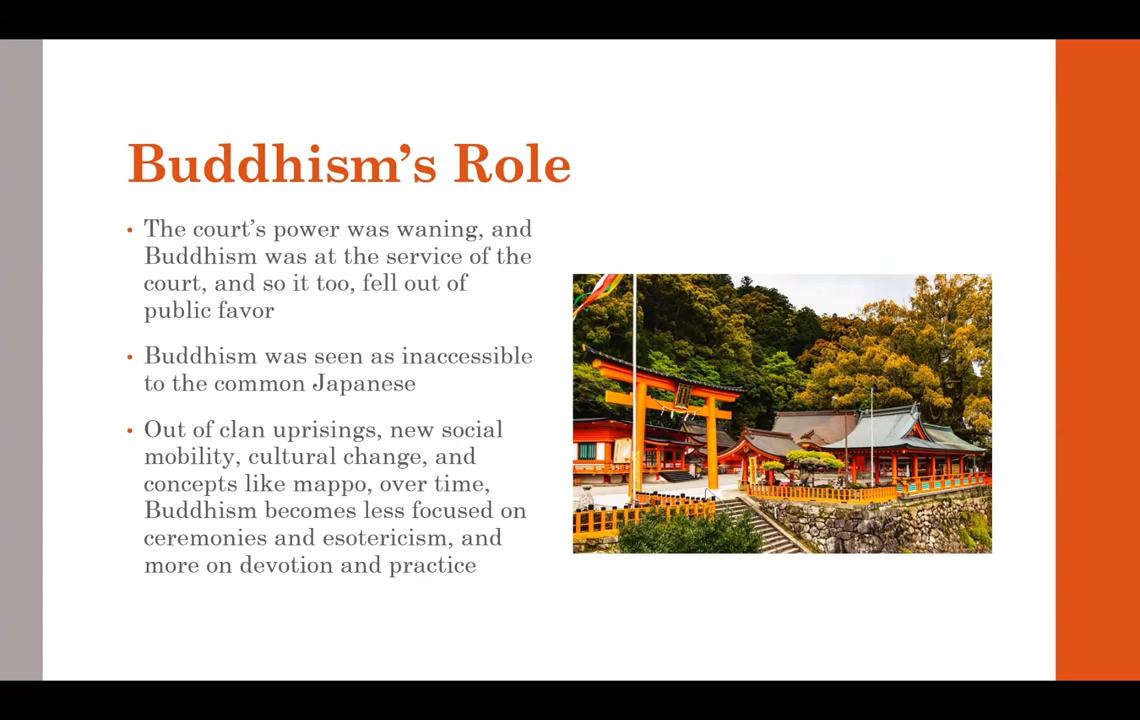 Buddhism’s Role
• The court’s power was waning, and
Buddhism was at the service of the
court, and so it too, fell out of
public favor
• Buddhism was seen as inaccessible
to the common Japanese
• Out of clan uprisings, new social
mobility, cultural change, and
concepts like mappo, over time,
Buddhism becomes less focused on
ceremonies and esotericism, and
more on devotion and practice